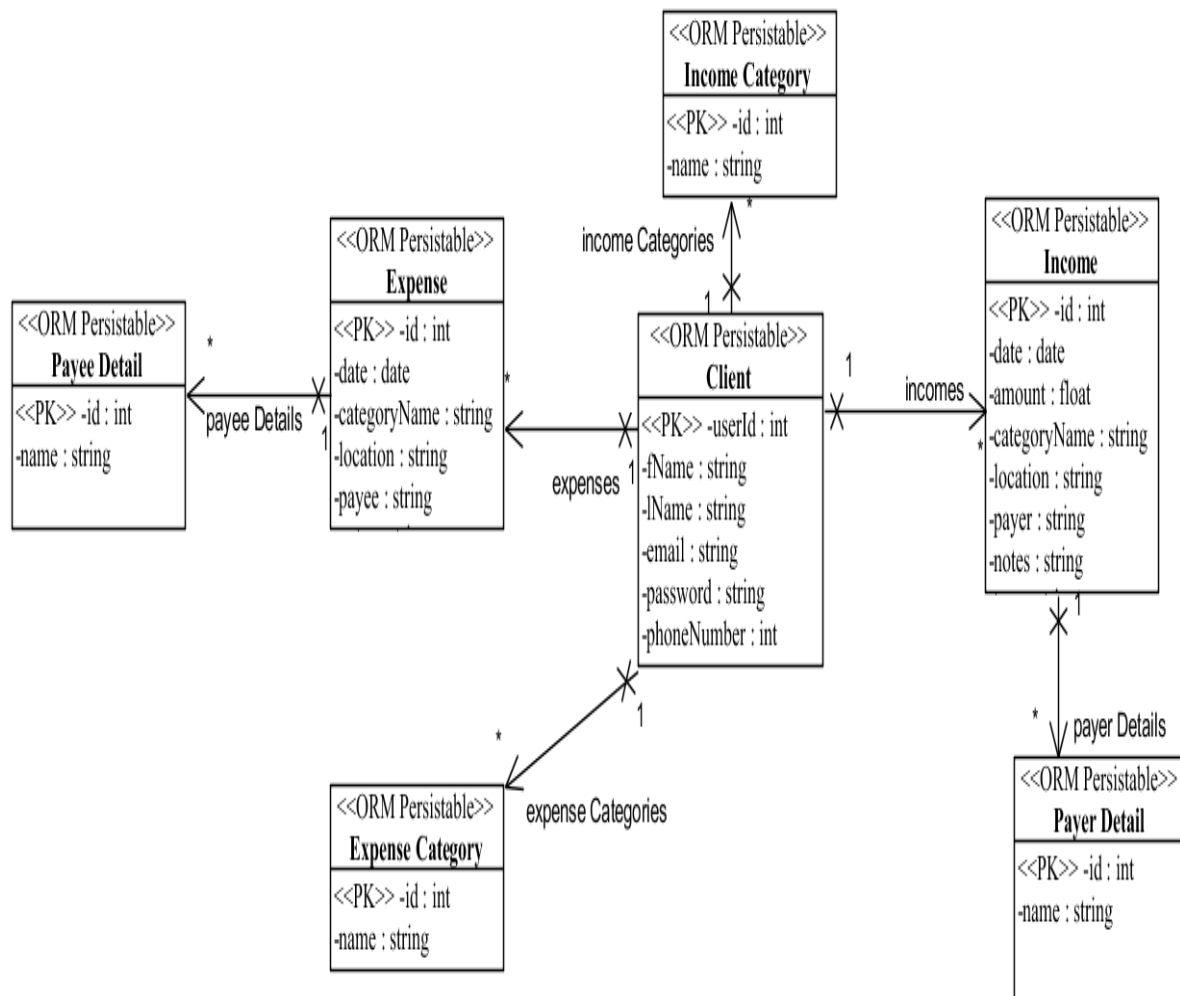 <<ORM Persistable>>
Income Category
<<PK>> -id : int
-name : string
*
income Categories
1
<<ORM Persistable>>
Expense
<<PK>> -id : int
-date : date
-categoryName : string
-location : string
-payee : string
<<ORM Persistable>>
Payee Detail
<<PK>> -id : int
-name : string
*
payee Details
1
<<ORM Persistable>>
Client
<<PK>> -userId : int
-fName : string
-lName : string
-email : string
-password : string
-phoneNumber : int
*
expenses
1
1
incomes
*
<<ORM Persistable>>
Income
<<PK>> -id : int
-date : date
-amount : float
-categoryName : string
-location : string
-payer : string
-notes : string
1
*
payer Details
<<ORM Persistable>>
Payer Detail
<<PK>> -id : int
-name : string
1
*
expense Categories
<<ORM Persistable>>
Expense Category
<<PK>> -id : int
-name : string